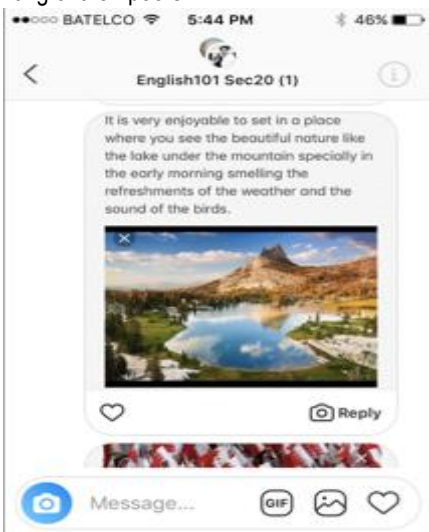 BATELCO 5:44 PM 46%
English101 Sec20 (1)
It is very enjoyable to set in a place
where you see the beautiful nature like
the lake under the mountain specially in
the early morning smelling the
refreshments of the weather and the
sound of the birds.
Reply
Message... GIF